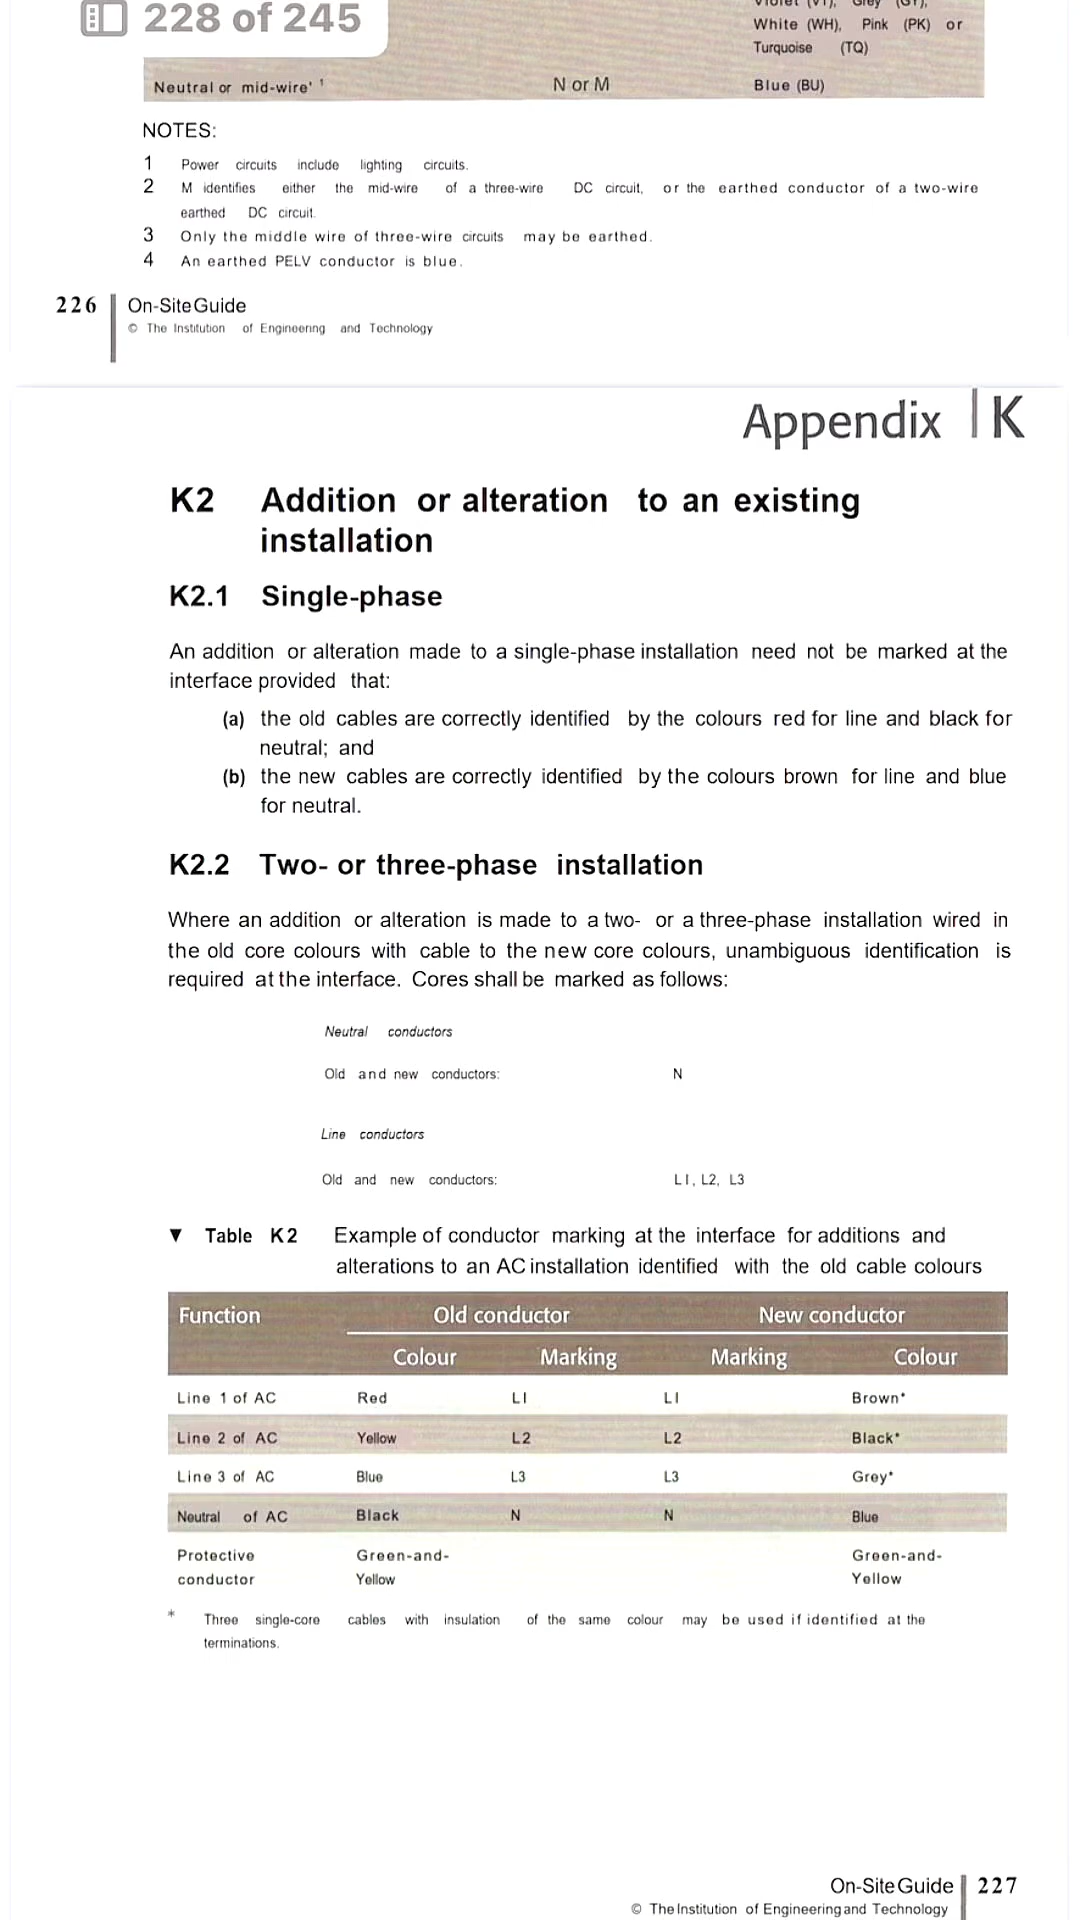 228 of 245
Violet (VT), Grey (GY),
White (WH), Pink (PK) or
Turquoise (TQ)
Neutral or mid-wire' ¹ N or M Blue (BU)
NOTES:
1 Power circuits include lighting circuits.
2 M identifies either the mid-wire of a three-wire DC circuit, or the earthed conductor of a two-wire
earthed DC circuit.
3 Only the middle wire of three-wire circuits may be earthed.
4 An earthed PELV conductor is blue.
226 On-Site Guide
© The Institution of Engineering and Technology
Appendix K
K2 Addition or alteration to an existing
installation
K2.1 Single-phase
An addition or alteration made to a single-phase installation need not be marked at the
interface provided that:
(a) the old cables are correctly identified by the colours red for line and black for
neutral; and
(b) the new cables are correctly identified by the colours brown for line and blue
for neutral.
K2.2 Two- or three-phase installation
Where an addition or alteration is made to a two- or a three-phase installation wired in
the old core colours with cable to the new core colours, unambiguous identification is
required at the interface. Cores shall be marked as follows:
Neutral conductors
Old and new conductors: N
Line conductors
Old and new conductors: LI, L2, L3
▼ Table K2 Example of conductor marking at the interface for additions and
alterations to an AC installation identified with the old cable colours
Function Old conductor New conductor
Colour Marking Marking Colour
Line 1 of AC Red LI LI Brown*
Line 2 of AC Yellow L2 L2 Black*
Line 3 of AC Blue L3 L3 Grey*
Neutral of AC Black N N Blue
Protective Green-and- Green-and-
conductor Yellow Yellow
* Three single-core cables with insulation of the same colour may be used if identified at the
terminations.
On-Site Guide 227
© The Institution of Engineering and Technology